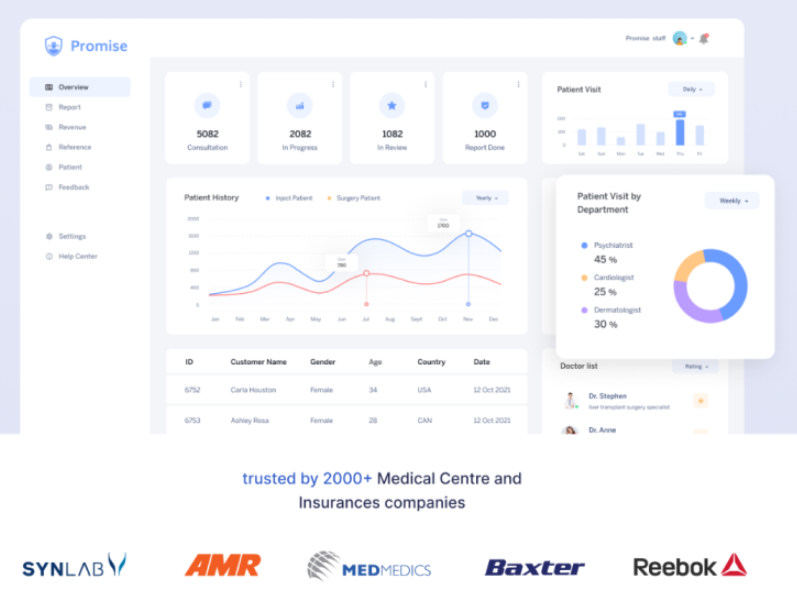 Promise
Promise staff
Overview
Report
Revenue
Reference
Patient
Feedback
Settings
Help Center
5082
Consultation
2082
In Progress
1082
In Review
1000
Report Done
Patient Visit
Daily
Sat Sun Mon Tue Wed Thu Fri
Patient History
Inject Patient
Surgery Patient
Yearly
2000
1200
800
400
200
0
1700
780
Jan Feb Mar Apr May Jun Jul Aug Sept Oct Nov Dec
Patient Visit by
Department
Weekly
Psychiatrist
45 %
Cardiologist
25 %
Dermatologist
30 %
ID Customer Name Gender Age Country Date
6752 Carla Houston Female 34 USA 12 Oct 2021
6753 Ashley Rosa Female 28 CAN 12 Oct 2021
Doctor list
Rating
Dr. Stephen
liver transplant surgery specialist
Dr. Anne
trusted by 2000+ Medical Centre and
Insurances companies
SYNLAB
AMR
MEDMEDICS
Baxter
Reebok